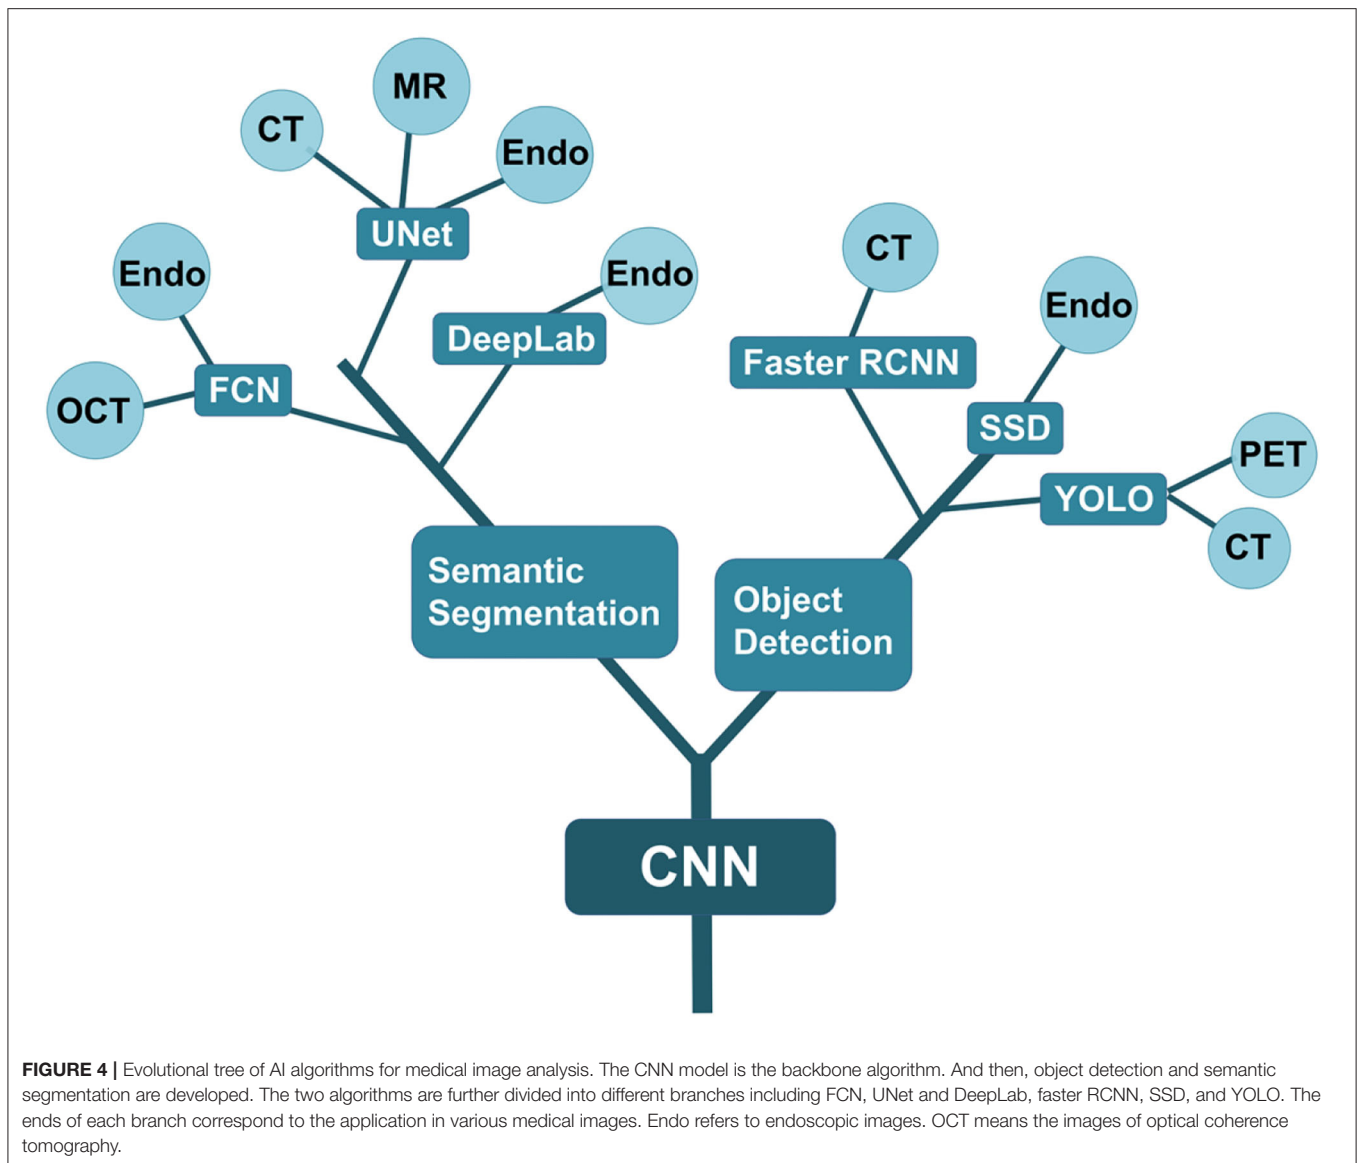 MR
CT
Endo
UNet
Endo
Endo
DeepLab
FCN
OCT
CT
Endo
Faster RCNN
SSD
PET
YOLO
CT
Semantic
Segmentation
Object
Detection
CNN
FIGURE 4 | Evolutional tree of AI algorithms for medical image analysis. The CNN model is the backbone algorithm. And then, object detection and semantic
segmentation are developed. The two algorithms are further divided into different branches including FCN, UNet and DeepLab, faster RCNN, SSD, and YOLO. The
ends of each branch correspond to the application in various medical images. Endo refers to endoscopic images. OCT means the images of optical coherence
tomography.